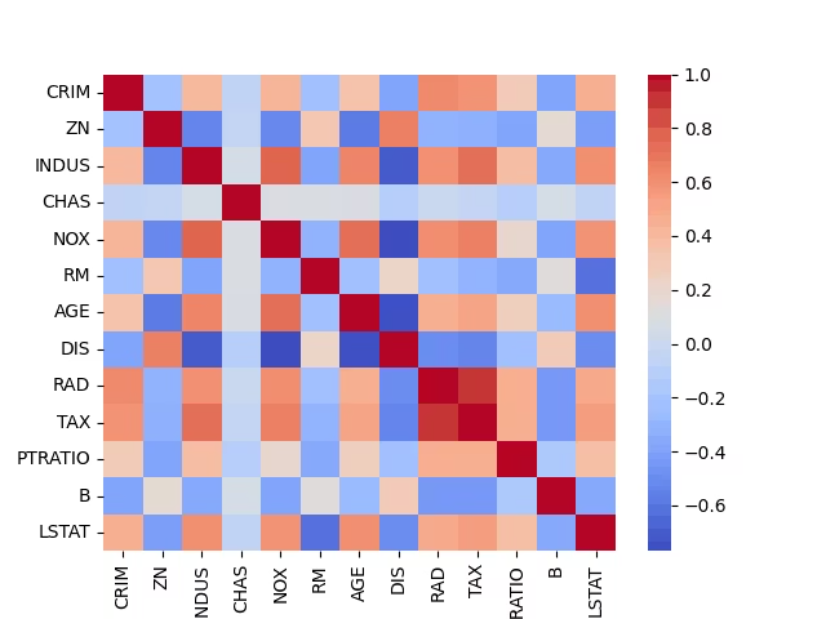 CRIM
ZN
INDUS
CHAS
NOX
RM
AGE
DIS
RAD
TAX
PTRATIO
B
LSTAT
CRIM
ZN
NDUS
CHAS
NOX
RM
AGE
DIS
RAD
TAX
RATIO
B
LSTAT
1.0
0.8
0.6
0.4
0.2
0.0
−0.2
−0.4
−0.6